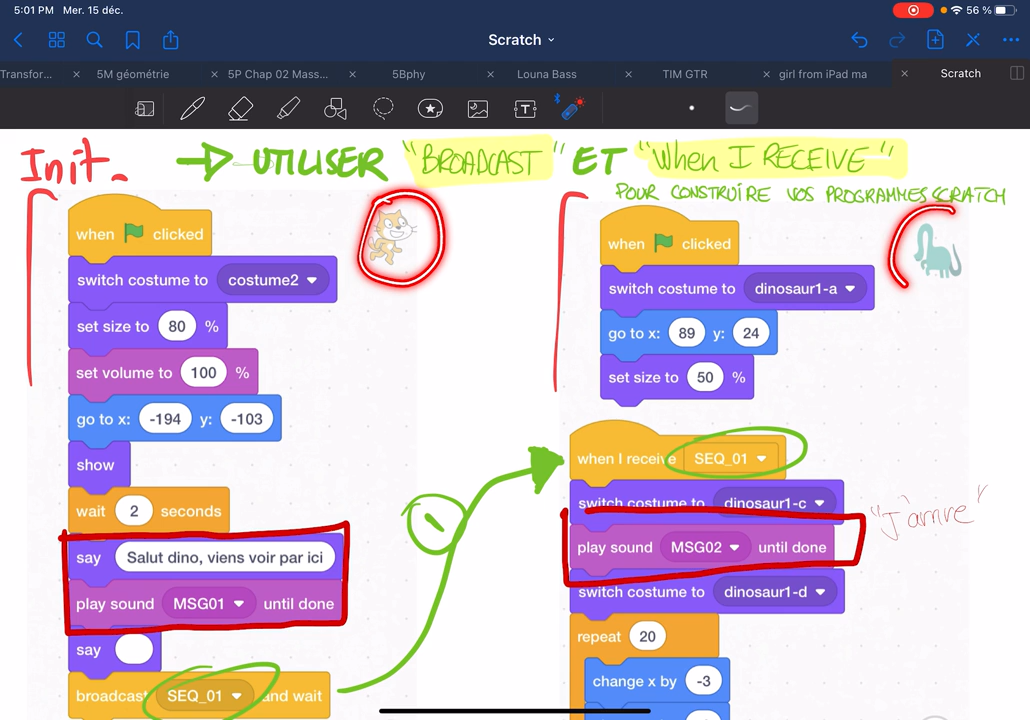 5:01 PM Mer. 15 déc.
56 %
Scratch
Transfor...
5M géométrie
5P Chap 02 Mass...
5Bphy
Louna Bass
TIM GTR
girl from iPad ma
Scratch
Init.
→ UTILISER "BROADCAST" ET "When I RECEIVE"
POUR CONSTRUIRE VOS PROGRAMMES SCRATCH
when clicked
switch costume to costume2
set size to 80 %
set volume to 100 %
go to x: -194 y: -103
show
wait 2 seconds
say Salut dino, viens voir par ici
play sound MSG01 until done
say
broadcast SEQ_01 and wait
1
when clicked
switch costume to dinosaur1-a
go to x: 89 y: 24
set size to 50 %
when I receive SEQ_01
switch costume to dinosaur1-c
play sound MSG02 until done
"J'arrive"
switch costume to dinosaur1-d
repeat 20
change x by -3